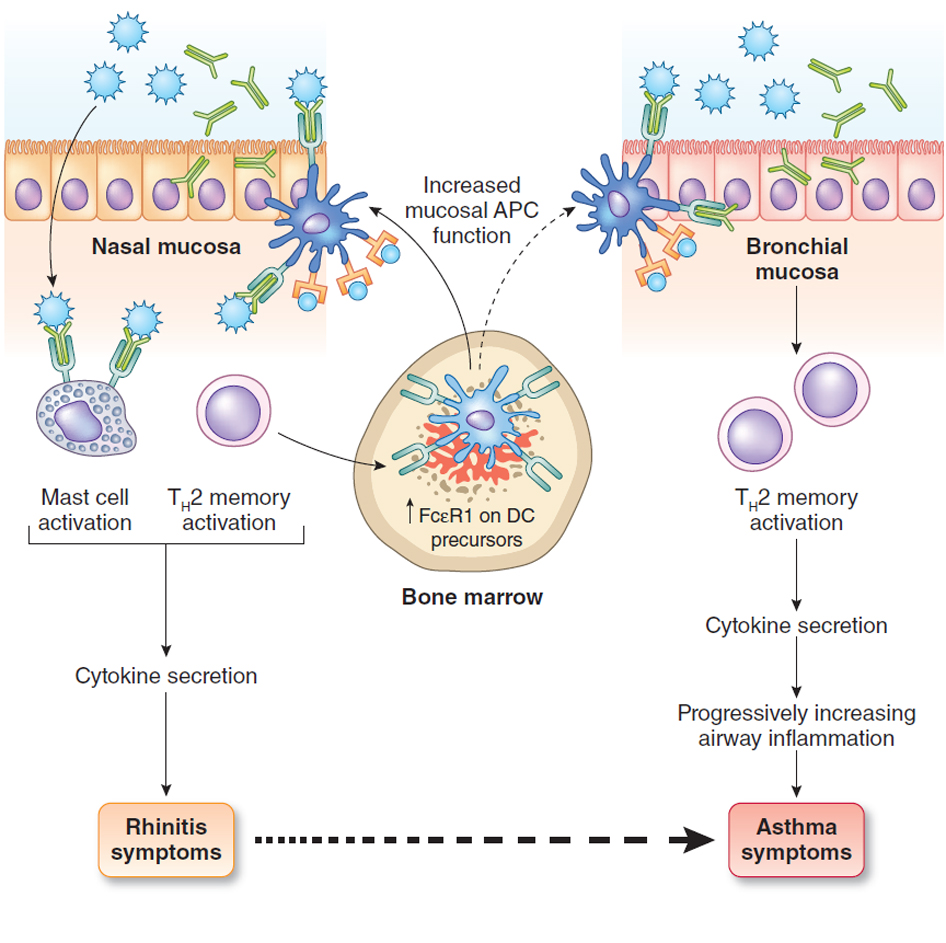 Increased
mucosal APC
function
Nasal mucosa
Bronchial
mucosa
Mast cell
activation
TH2 memory
activation
↑ FcεR1 on DC
precursors
Bone marrow
TH2 memory
activation
Cytokine secretion
Cytokine secretion
Progressively increasing
airway inflammation
Rhinitis
symptoms
Asthma
symptoms